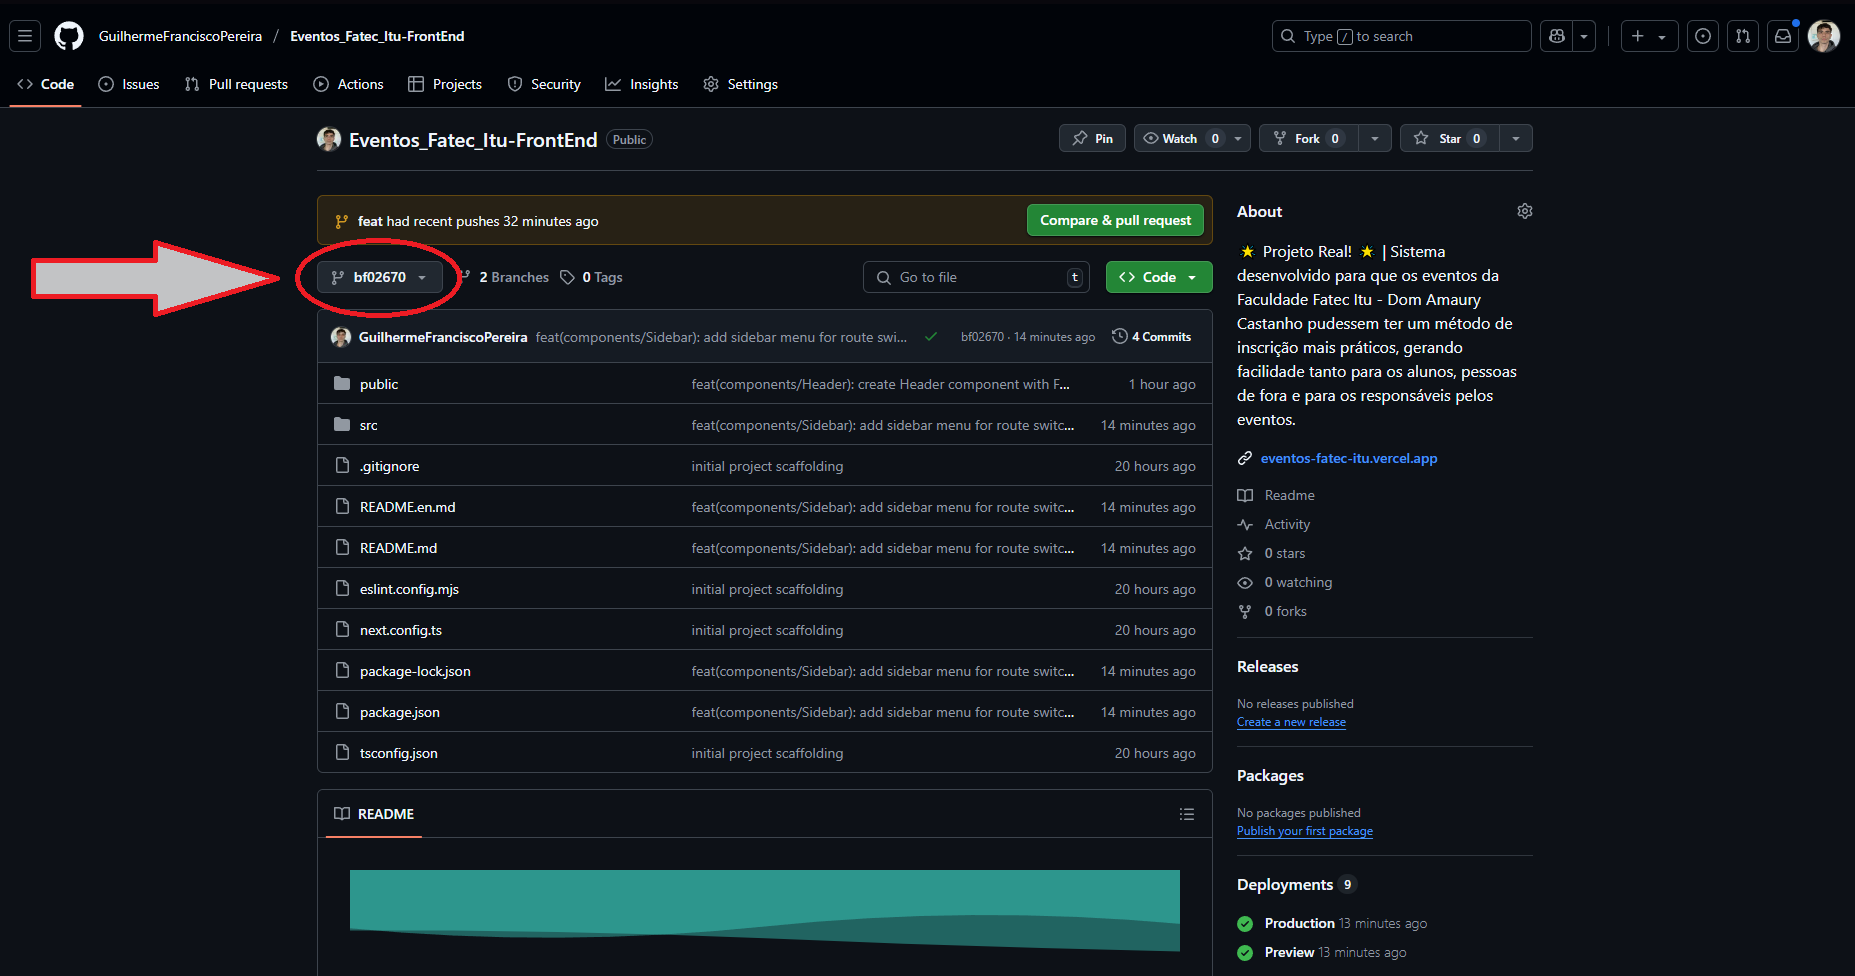 GuilhermeFranciscoPereira / Eventos_Fatec_Itu-FrontEnd
Type / to search
Code Issues Pull requests Actions Projects Security Insights Settings
Eventos_Fatec_Itu-FrontEnd Public
Pin Watch 0 Fork 0 Star 0
feat had recent pushes 32 minutes ago
Compare & pull request
bf02670 2 Branches 0 Tags
Go to file t
Code
GuilhermeFranciscoPereira feat(components/Sidebar): add sidebar menu for route swi... bf02670 · 14 minutes ago 4 Commits
public feat(components/Header): create Header component with F... 1 hour ago
src feat(components/Sidebar): add sidebar menu for route switc... 14 minutes ago
.gitignore initial project scaffolding 20 hours ago
README.en.md feat(components/Sidebar): add sidebar menu for route switc... 14 minutes ago
README.md feat(components/Sidebar): add sidebar menu for route switc... 14 minutes ago
eslint.config.mjs initial project scaffolding 20 hours ago
next.config.ts initial project scaffolding 20 hours ago
package-lock.json feat(components/Sidebar): add sidebar menu for route switc... 14 minutes ago
package.json feat(components/Sidebar): add sidebar menu for route switc... 14 minutes ago
tsconfig.json initial project scaffolding 20 hours ago
README
About
Projeto Real! | Sistema
desenvolvido para que os eventos da
Faculdade Fatec Itu - Dom Amaury
Castanho pudessem ter um método de
inscrição mais práticos, gerando
facilidade tanto para os alunos, pessoas
de fora e para os responsáveis pelos
eventos.
eventos-fatec-itu.vercel.app
Readme
Activity
0 stars
0 watching
0 forks
Releases
No releases published
Create a new release
Packages
No packages published
Publish your first package
Deployments 9
Production 13 minutes ago
Preview 13 minutes ago